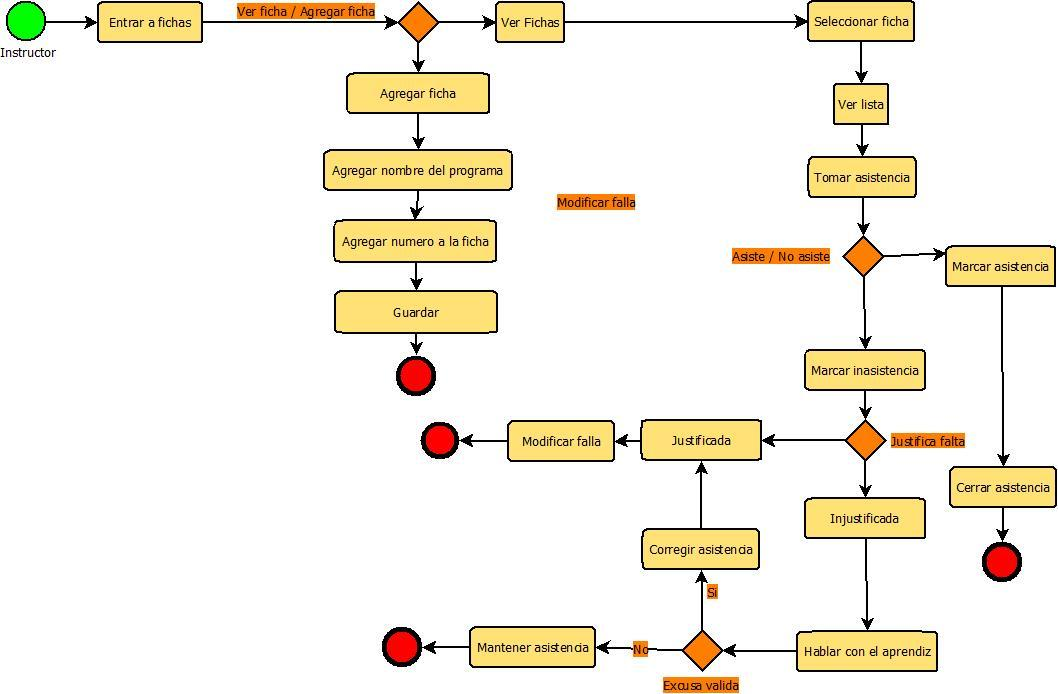 Instructor
Entrar a fichas
Ver ficha / Agregar ficha
Ver Fichas
Seleccionar ficha
Agregar ficha
Ver lista
Agregar nombre del programa
Tomar asistencia
Modificar falla
Agregar numero a la ficha
Asiste / No asiste
Marcar asistencia
Guardar
Marcar inasistencia
Modificar falla
Justificada
Justifica falta
Cerrar asistencia
Injustificada
Corregir asistencia
Si
Mantener asistencia
No
Hablar con el aprendiz
Excusa valida